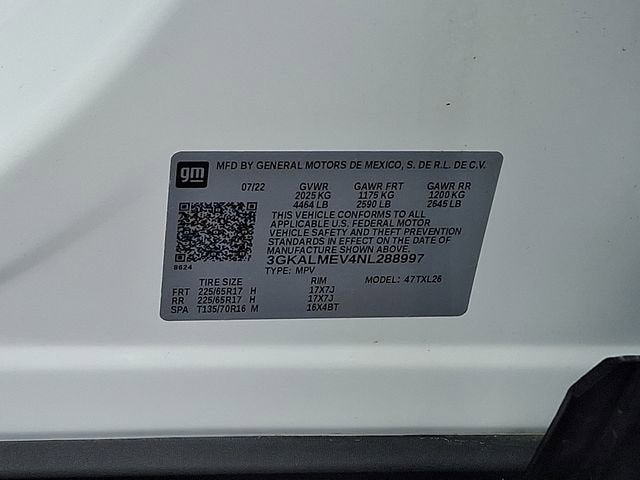 gm
MFD BY GENERAL MOTORS DE MEXICO, S. DE R.L. DE C.V.
07/22 GVWR GAWR FRT GAWR RR
2025 KG 1175 KG 1200 KG
4464 LB 2590 LB 2645 LB
THIS VEHICLE CONFORMS TO ALL
APPLICABLE U.S. FEDERAL MOTOR
VEHICLE SAFETY AND THEFT PREVENTION
STANDARDS IN EFFECT ON THE DATE OF
MANUFACTURE SHOWN ABOVE.
3GKALMEV4NL288997
8624
TYPE: MPV
TIRE SIZE RIM MODEL: 47TXL26
FRT 225/65R17 H 17X7J
RR 225/65R17 H 17X7J
SPA T135/70R16 M 16X4BT